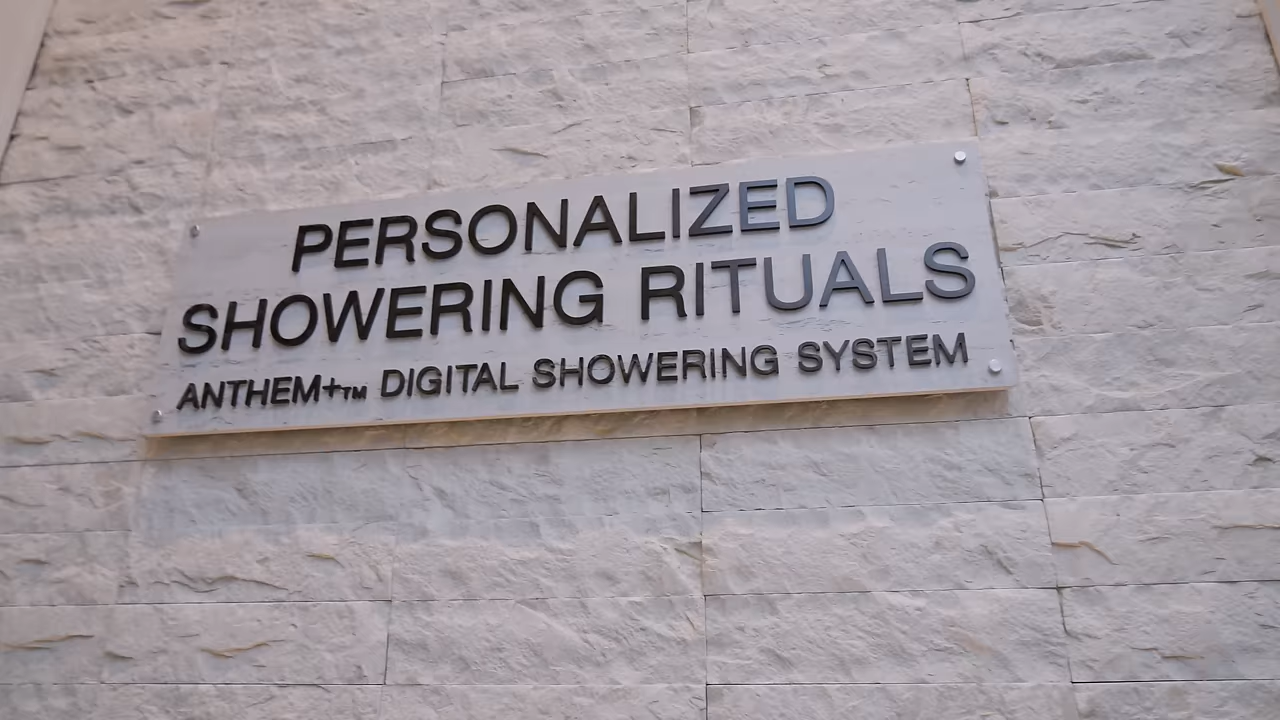 PERSONALIZED
SHOWERING RITUALS
ANTHEM+™ DIGITAL SHOWERING SYSTEM